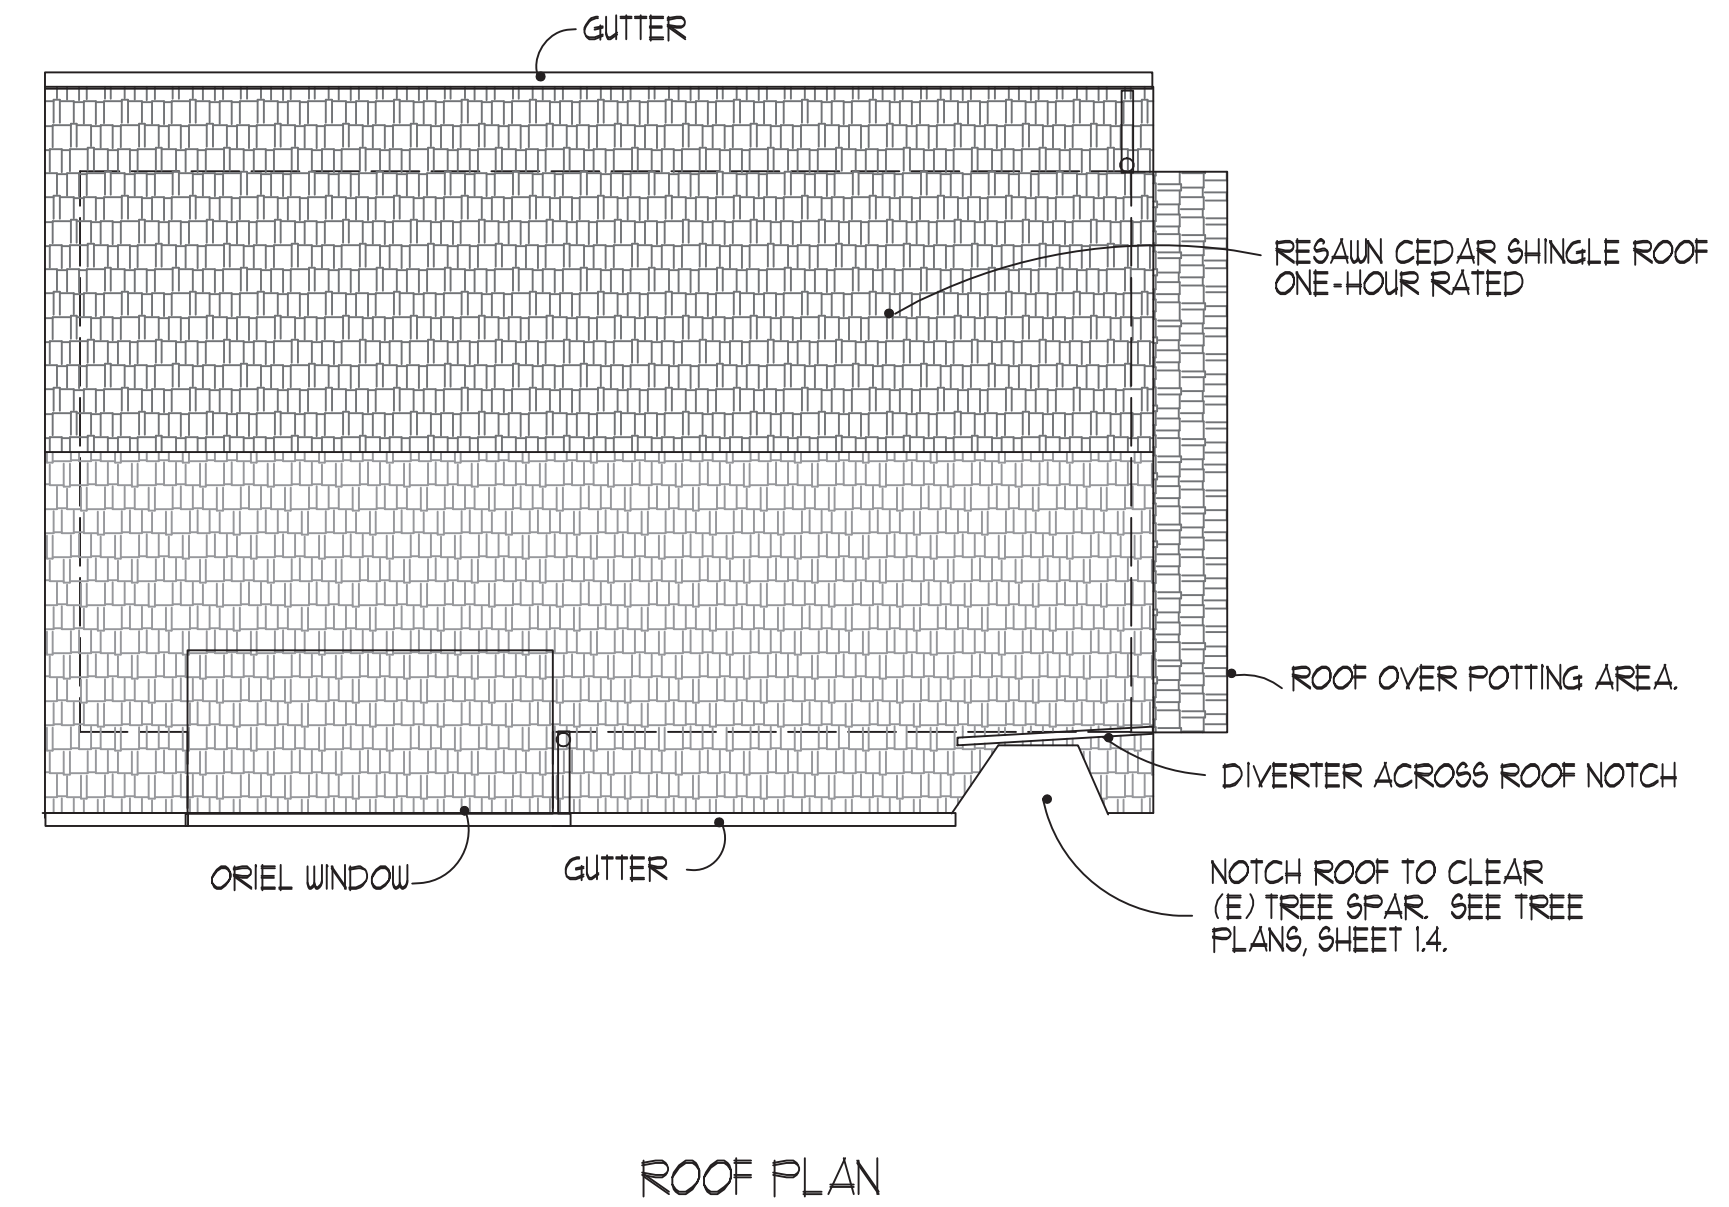 GUTTER
RESAWN CEDAR SHINGLE ROOF
ONE-HOUR RATED
ROOF OVER POTTING AREA.
DIVERTER ACROSS ROOF NOTCH
ORIEL WINDOW
GUTTER
NOTCH ROOF TO CLEAR
(E) TREE SPAR. SEE TREE
PLANS, SHEET 1.4.
ROOF PLAN